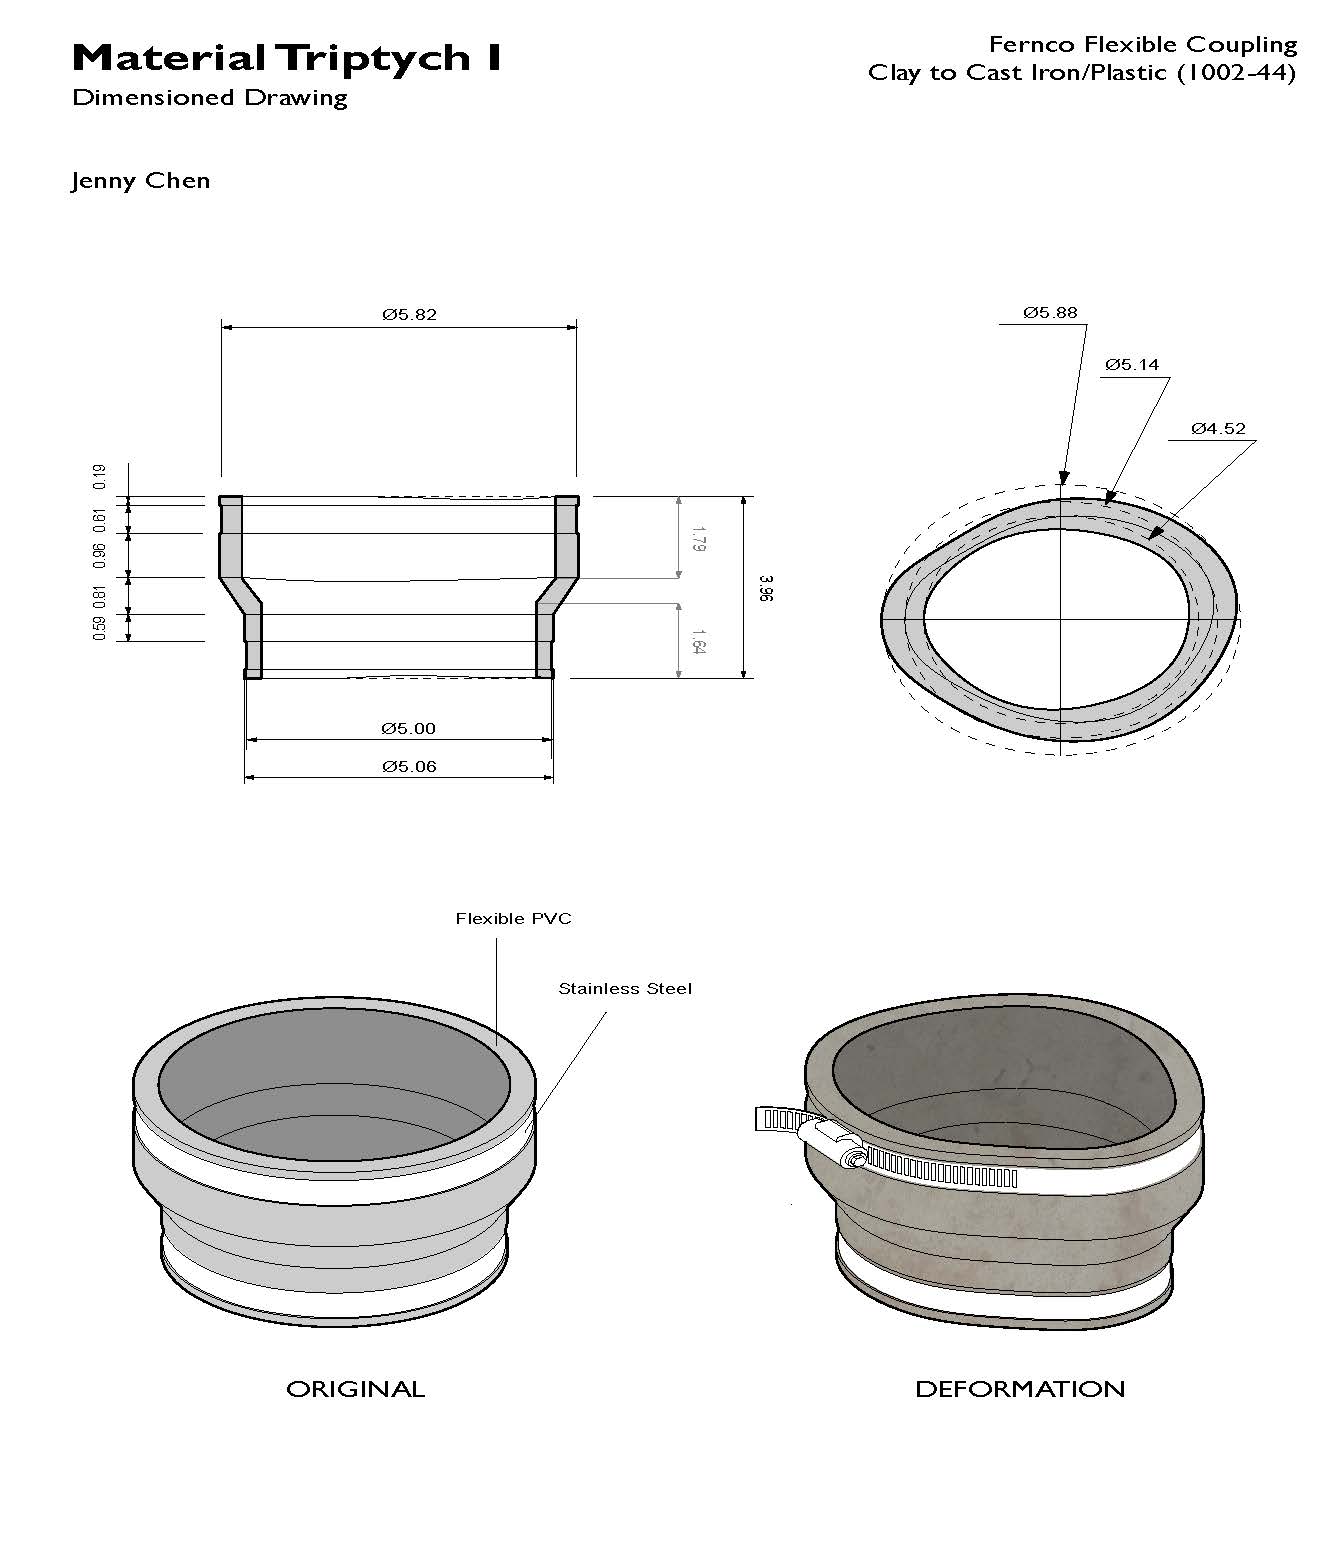 Material Triptych I
Dimensioned Drawing
Fernco Flexible Coupling
Clay to Cast Iron/Plastic (1002-44)
Jenny Chen
Ø5.82
0.19
0.61
0.96
0.81
0.59
1.79
1.64
3.96
Ø5.00
Ø5.06
Ø5.88
Ø5.14
Ø4.52
Flexible PVC
Stainless Steel
ORIGINAL
DEFORMATION